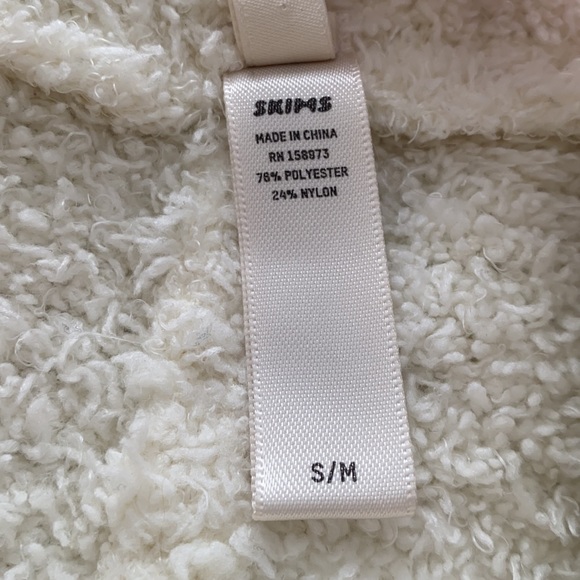 SKIMS
MADE IN CHINA
RN 158973
76% POLYESTER
24% NYLON
S/M